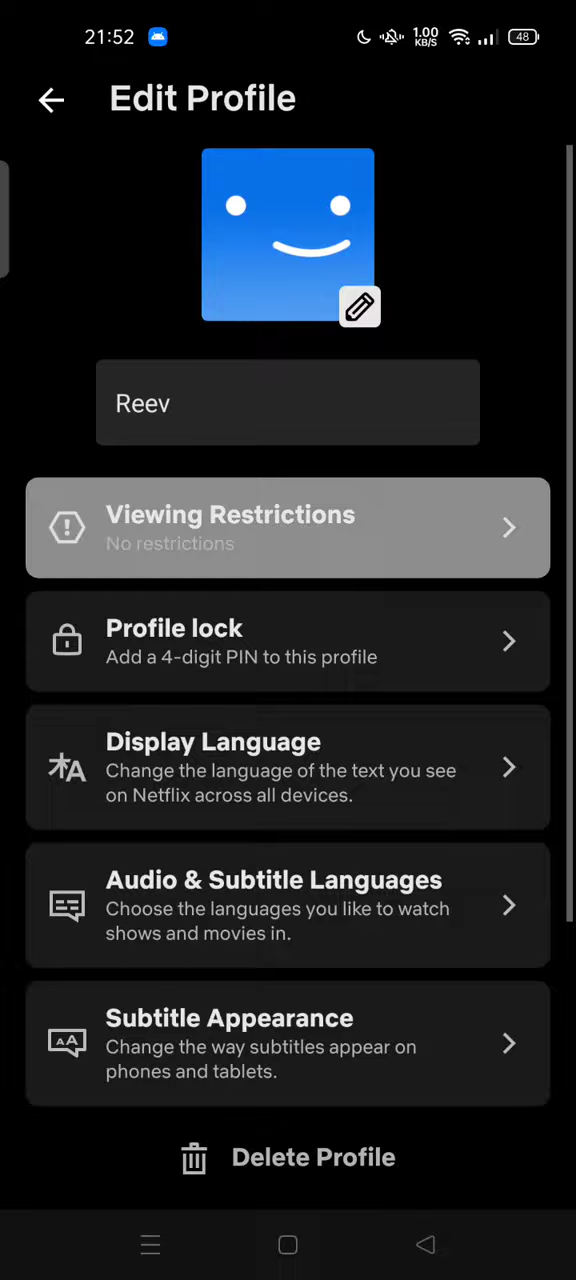 21:52
1.00
KB/S
48
Edit Profile
Reev
Viewing Restrictions
No restrictions
Profile lock
Add a 4-digit PIN to this profile
Display Language
Change the language of the text you see
on Netflix across all devices.
Audio & Subtitle Languages
Choose the languages you like to watch
shows and movies in.
Subtitle Appearance
Change the way subtitles appear on
phones and tablets.
Delete Profile